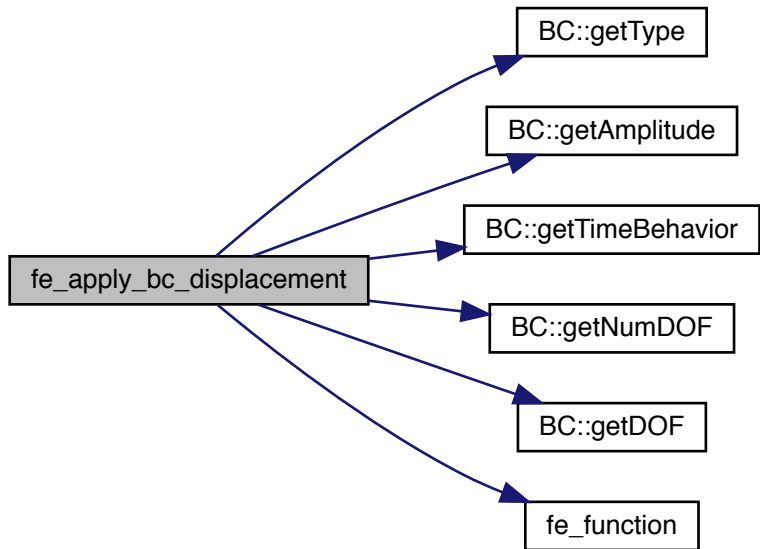 BC::getType
BC::getAmplitude
BC::getTimeBehavior
fe_apply_bc_displacement
BC::getNumDOF
BC::getDOF
fe_function